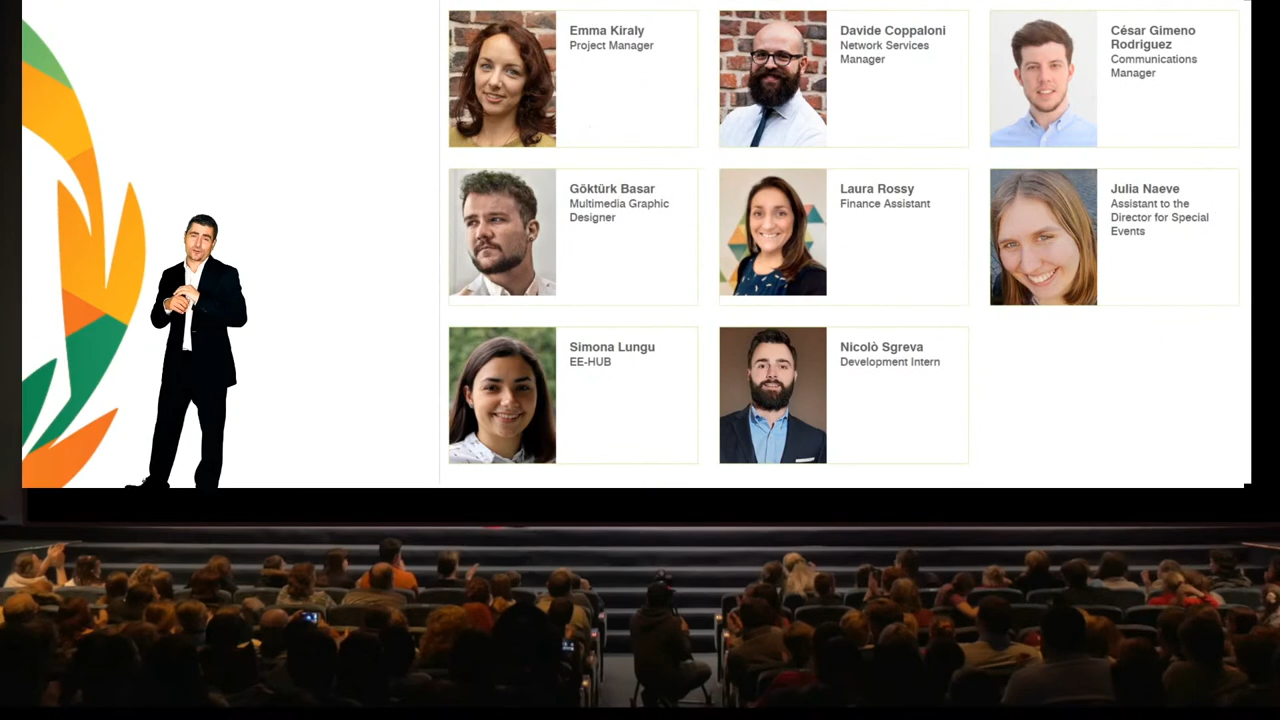 Emma Kiraly
Project Manager
Davide Coppaloni
Network Services
Manager
César Gimeno
Rodriguez
Communications
Manager
Göktürk Basar
Multimedia Graphic
Designer
Laura Rossy
Finance Assistant
Julia Naeve
Assistant to the
Director for Special
Events
Simona Lungu
EE-HUB
Nicolò Sgreva
Development Intern